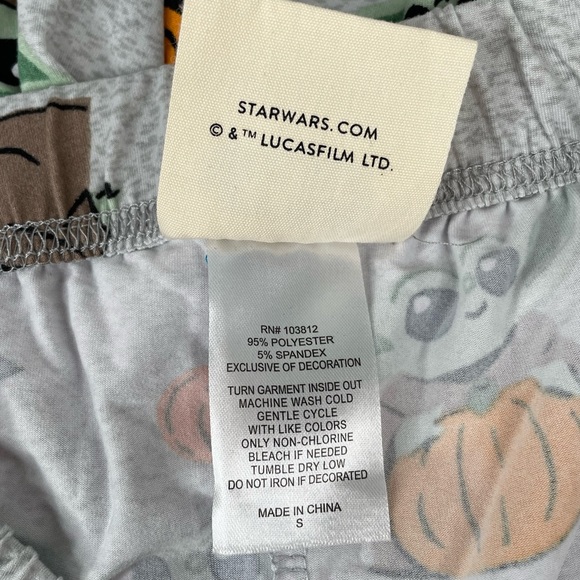 STARWARS.COM
© & ™ LUCASFILM LTD.
RN# 103812
95% POLYESTER
5% SPANDEX
EXCLUSIVE OF DECORATION
TURN GARMENT INSIDE OUT
MACHINE WASH COLD
GENTLE CYCLE
WITH LIKE COLORS
ONLY NON-CHLORINE
BLEACH IF NEEDED
TUMBLE DRY LOW
DO NOT IRON IF DECORATED
MADE IN CHINA
S